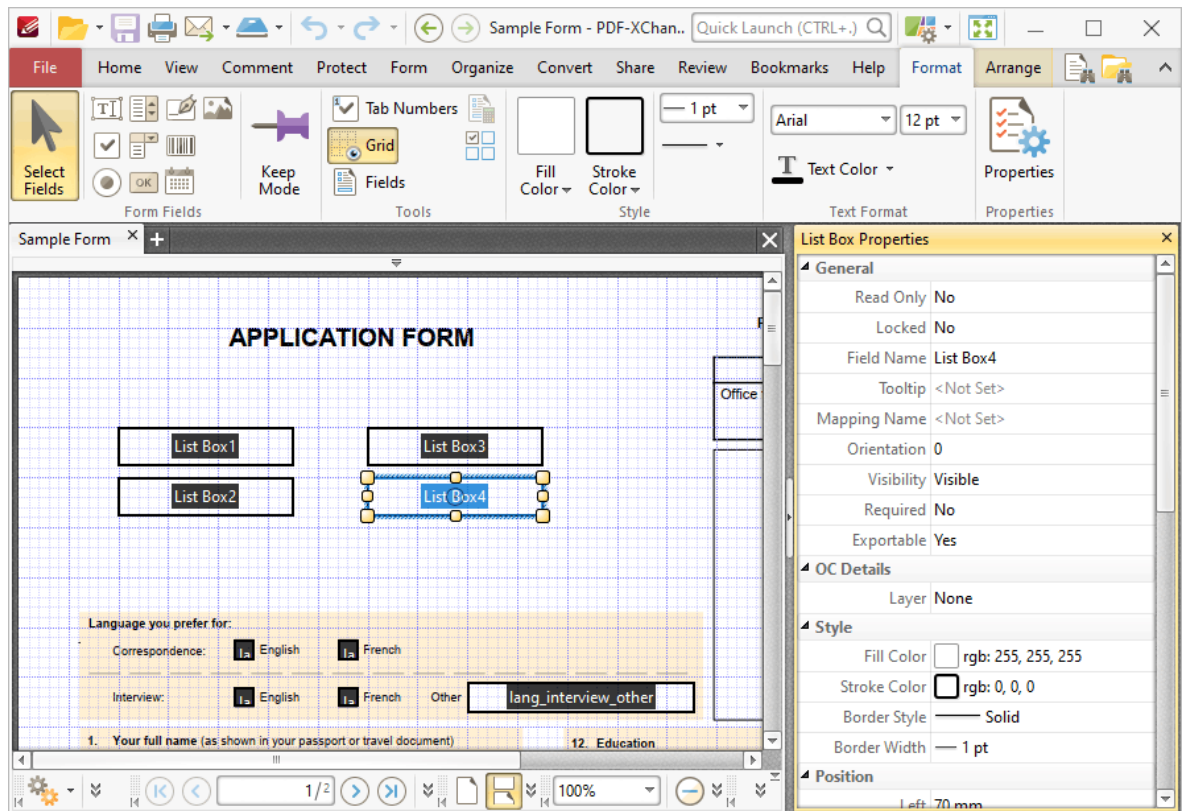 Sample Form - PDF-XChan.. Quick Launch (CTRL+.)
File Home View Comment Protect Form Organize Convert Share Review Bookmarks Help Format Arrange
Select Fields
OK
Form Fields
Keep Mode
Tab Numbers
Grid
Fields
Tools
Fill Color
Stroke Color
1 pt
Style
Arial 12 pt
Text Color
Text Format
Properties
Properties
Sample Form
APPLICATION FORM
Office
List Box1 List Box3
List Box2 List Box4
Language you prefer for:
Correspondence: English French
Interview: English French Other lang_interview_other
1. Your full name (as shown in your passport or travel document) 12. Education
1/2 100%
List Box Properties
General
Read Only No
Locked No
Field Name List Box4
Tooltip <Not Set>
Mapping Name <Not Set>
Orientation 0
Visibility Visible
Required No
Exportable Yes
OC Details
Layer None
Style
Fill Color rgb: 255, 255, 255
Stroke Color rgb: 0, 0, 0
Border Style Solid
Border Width 1 pt
Position
Left 70 mm